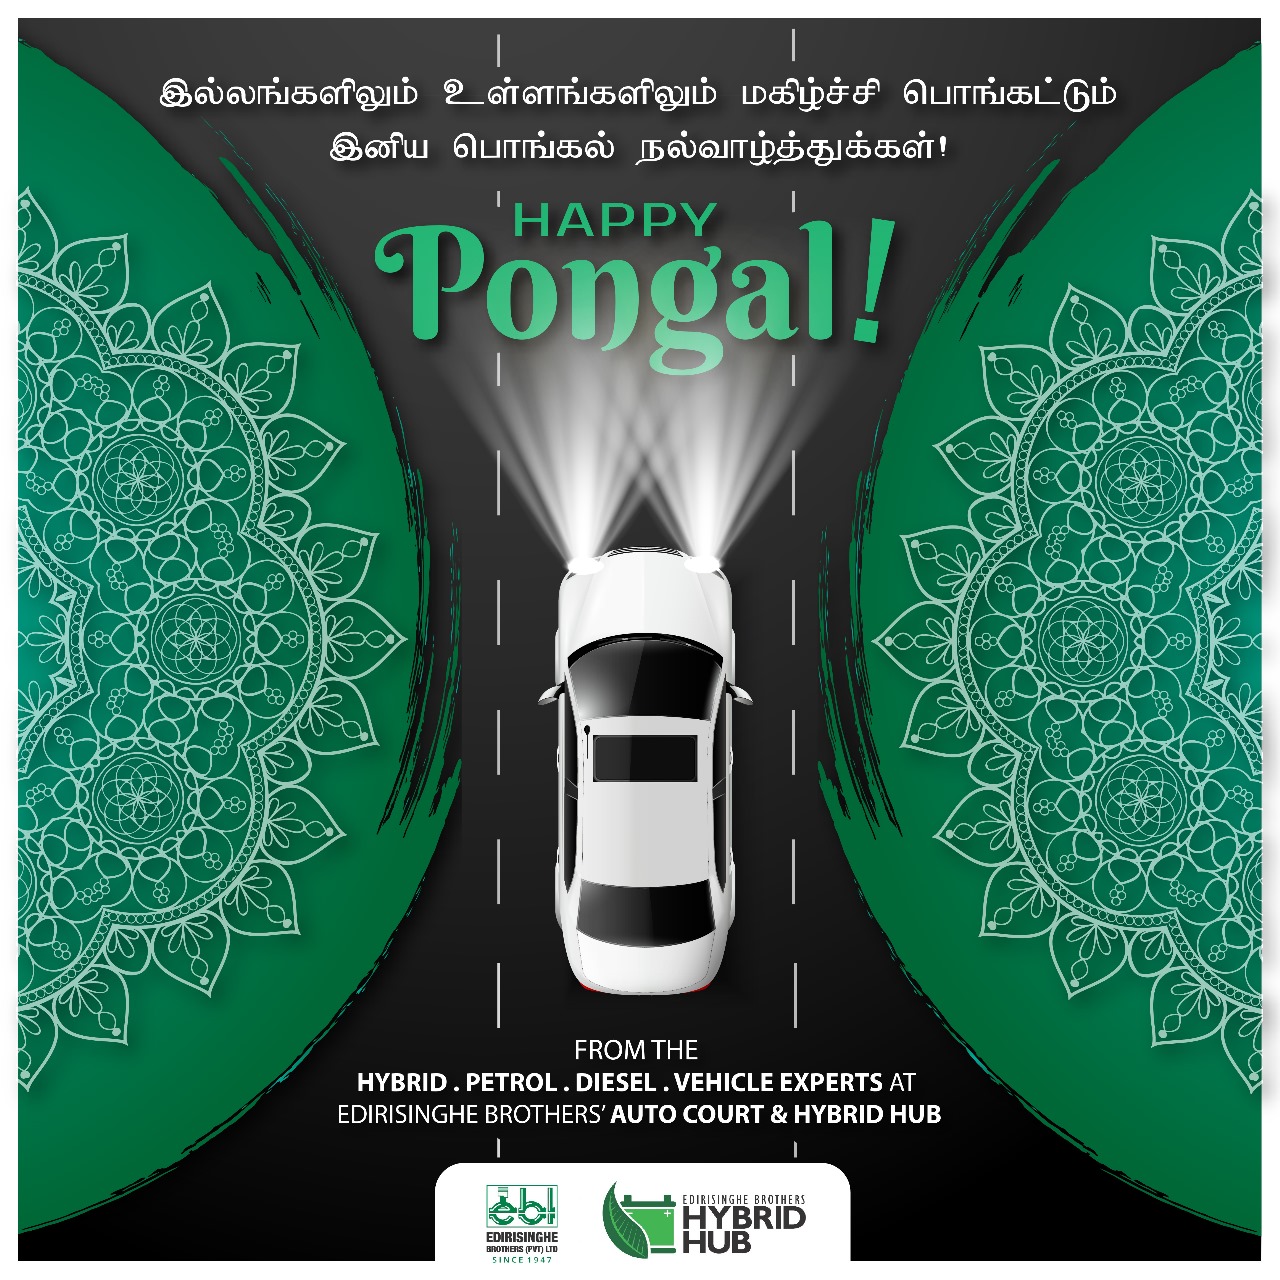 இல்லங்களிலும் உள்ளங்களிலும் மகிழ்ச்சி பொங்கட்டும்
இனிய பொங்கல் நல்வாழ்த்துக்கள்!
HAPPY
Pongal!
FROM THE
HYBRID . PETROL . DIESEL . VEHICLE EXPERTS AT
EDIRISINGHE BROTHERS' AUTO COURT & HYBRID HUB
ebl
EDIRISINGHE
BROTHERS (PVT) LTD
SINCE 1947
EDIRISINGHE BROTHERS
HYBRID
HUB